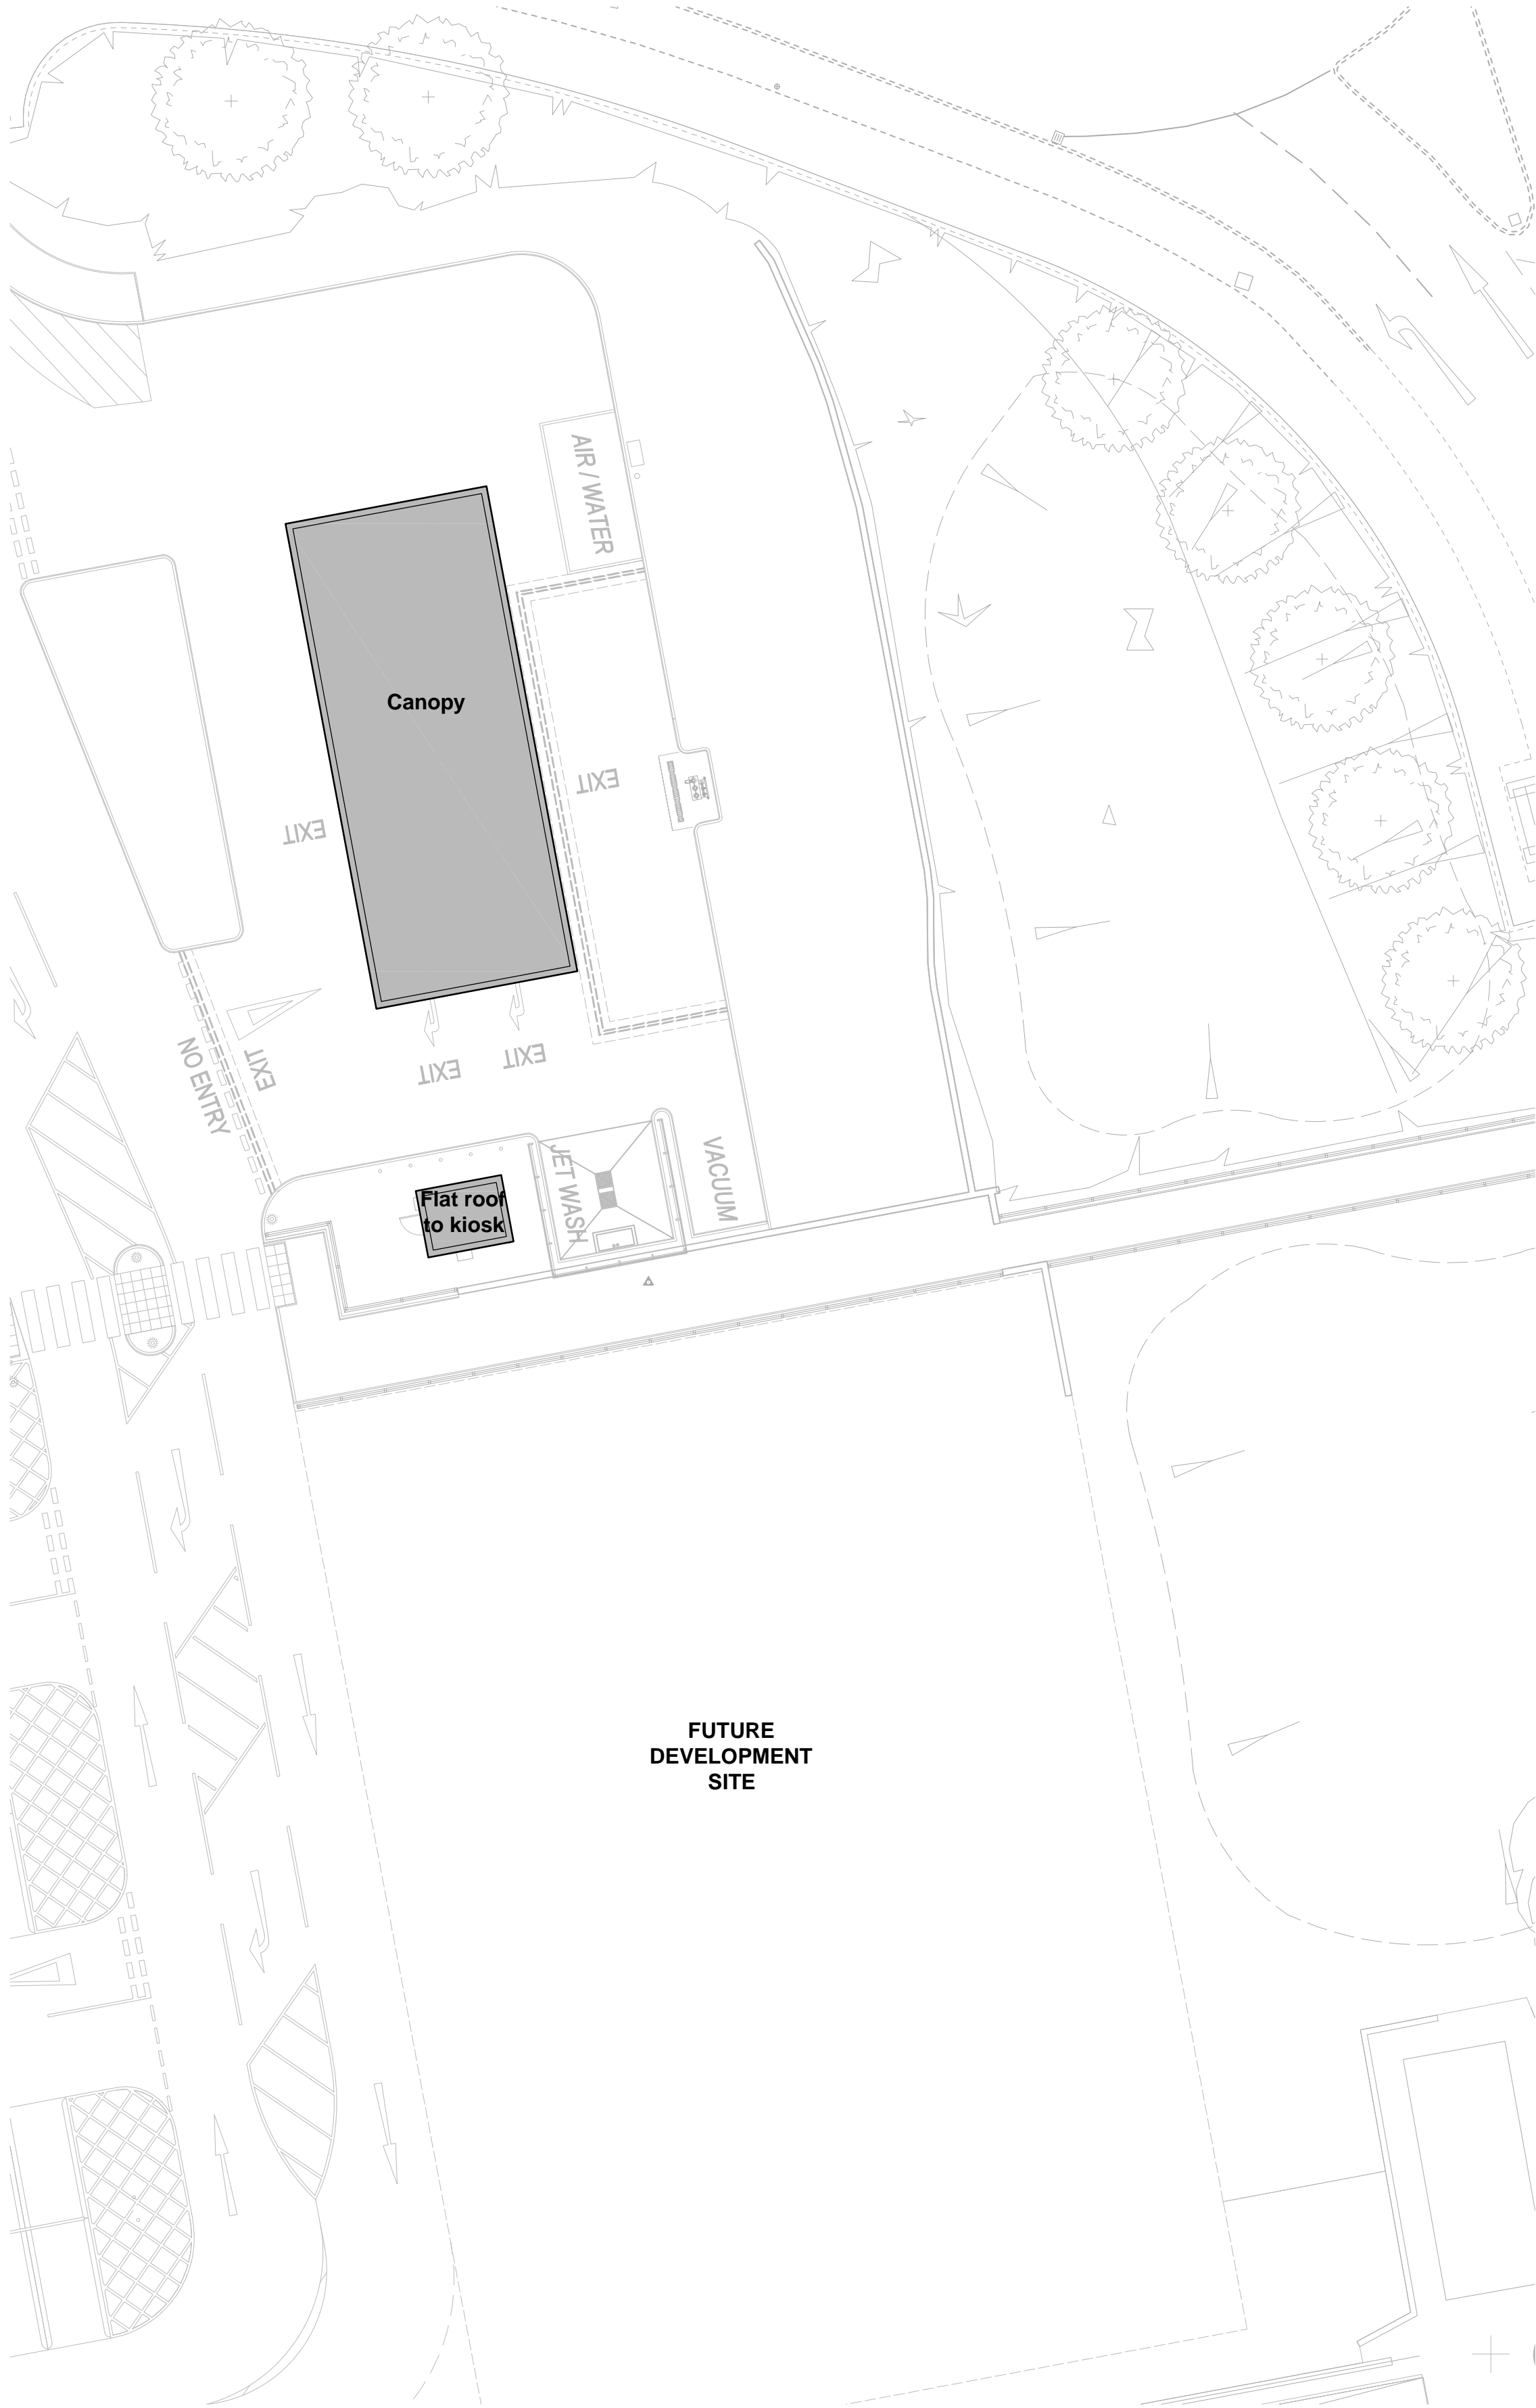 AIR / WATER
Canopy
EXIT
EXIT
NO ENTRY
EXIT
EXIT
EXIT
JET WASH
VACUUM
Flat roof
to kiosk
FUTURE
DEVELOPMENT
SITE